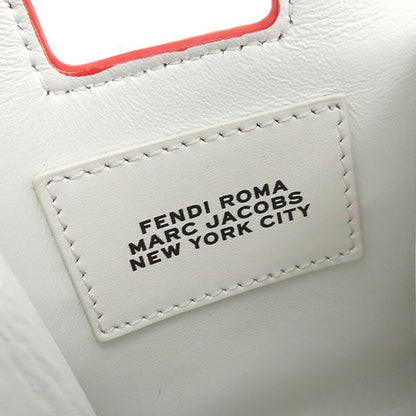 FENDI ROMA
MARC JACOBS
NEW YORK CITY